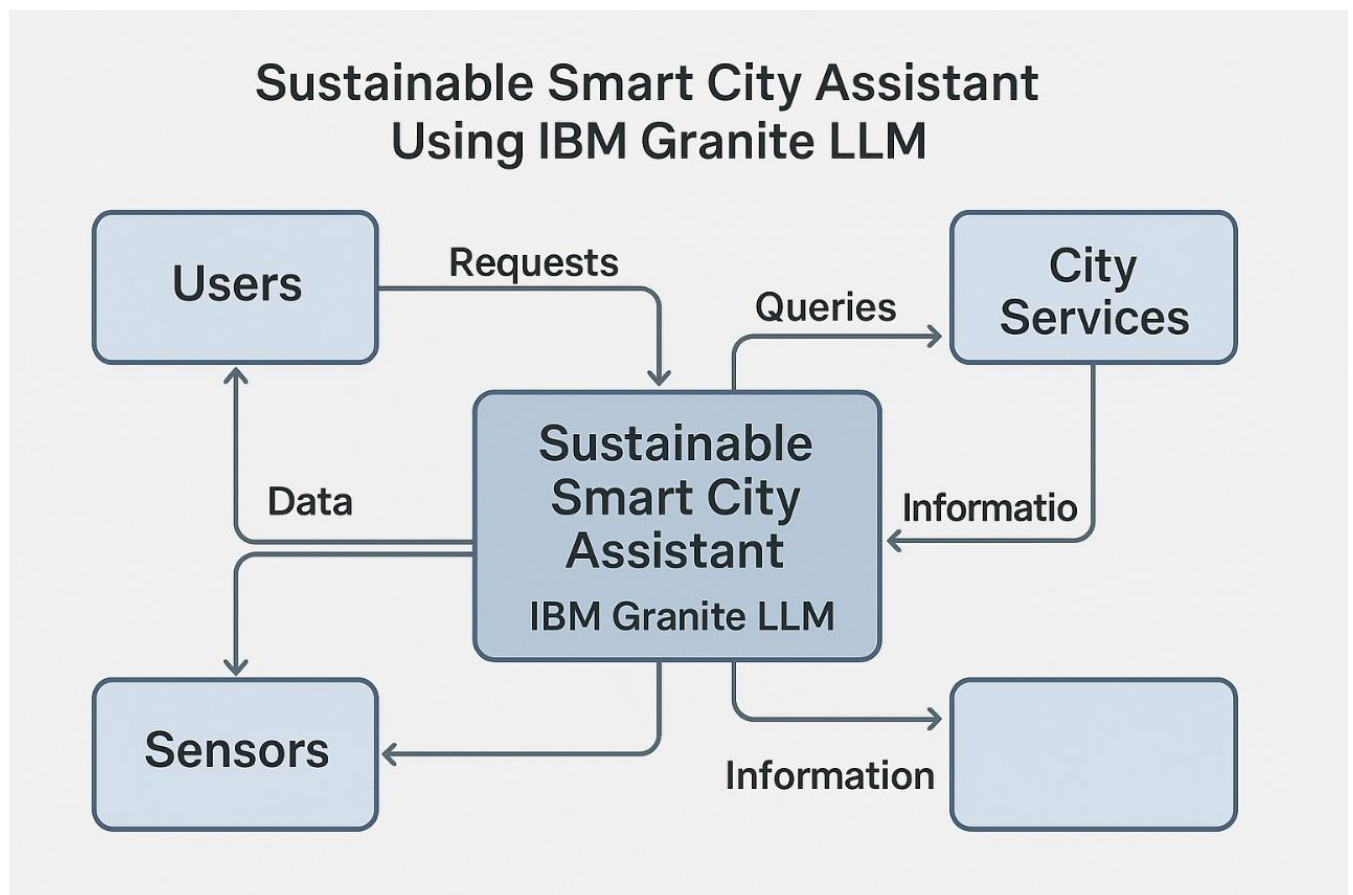 Sustainable Smart City Assistant
Using IBM Granite LLM
Users
Requests
Queries
City
Services
Sustainable
Smart City
Assistant
IBM Granite LLM
Data
Informatio
Sensors
Information